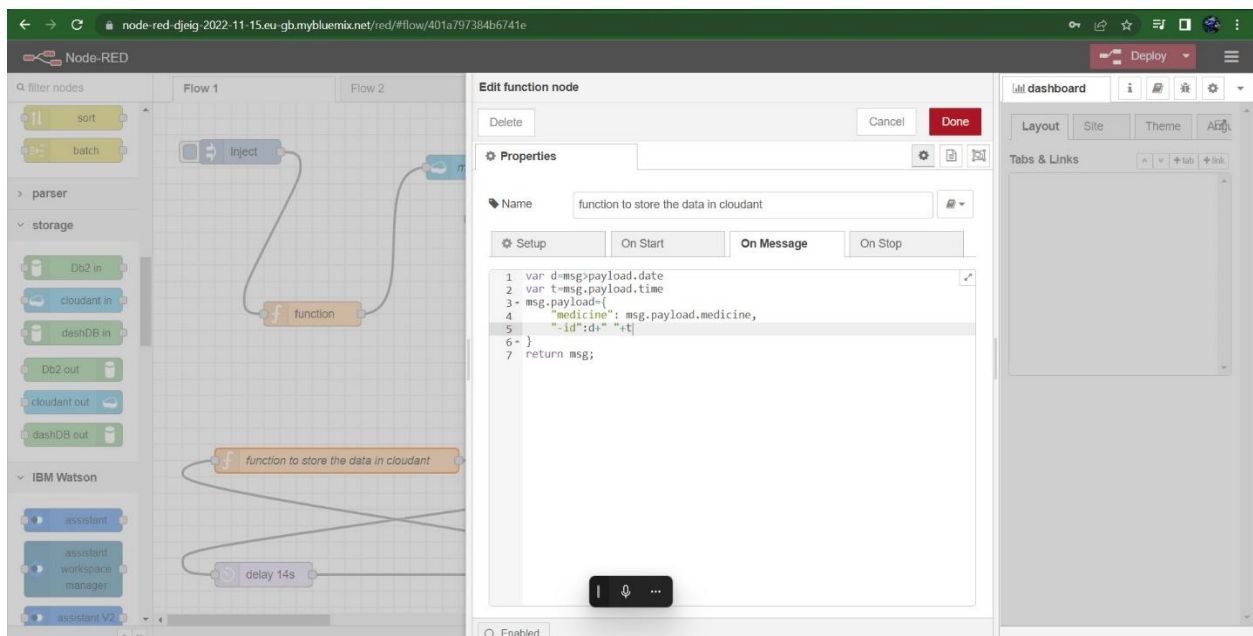 node-red-djeig-2022-11-15.eu-gb.mybluemix.net/red/#flow/401a797384b6741e
Node-RED
Deploy
filter nodes
Flow 1
Flow 2
Edit function node
dashboard
i
sort
batch
parser
storage
Db2 in
cloudant in
dashDB in
Db2 out
cloudant out
dashDB out
IBM Watson
assistant
assistant
workspace
manager
assistant V2
Inject
function
function to store the data in cloudant
delay 14s
Delete
Cancel
Done
Properties
Name
function to store the data in cloudant
Setup
On Start
On Message
On Stop
1 var d=msg>payload.date
2 var t=msg.payload.time
3 msg.payload={
4 "medicine": msg.payload.medicine,
5 "-id":d+" "+t
6 }
7 return msg;
Enabled
Layout
Site
Theme
Tabs & Links
+tab
+link